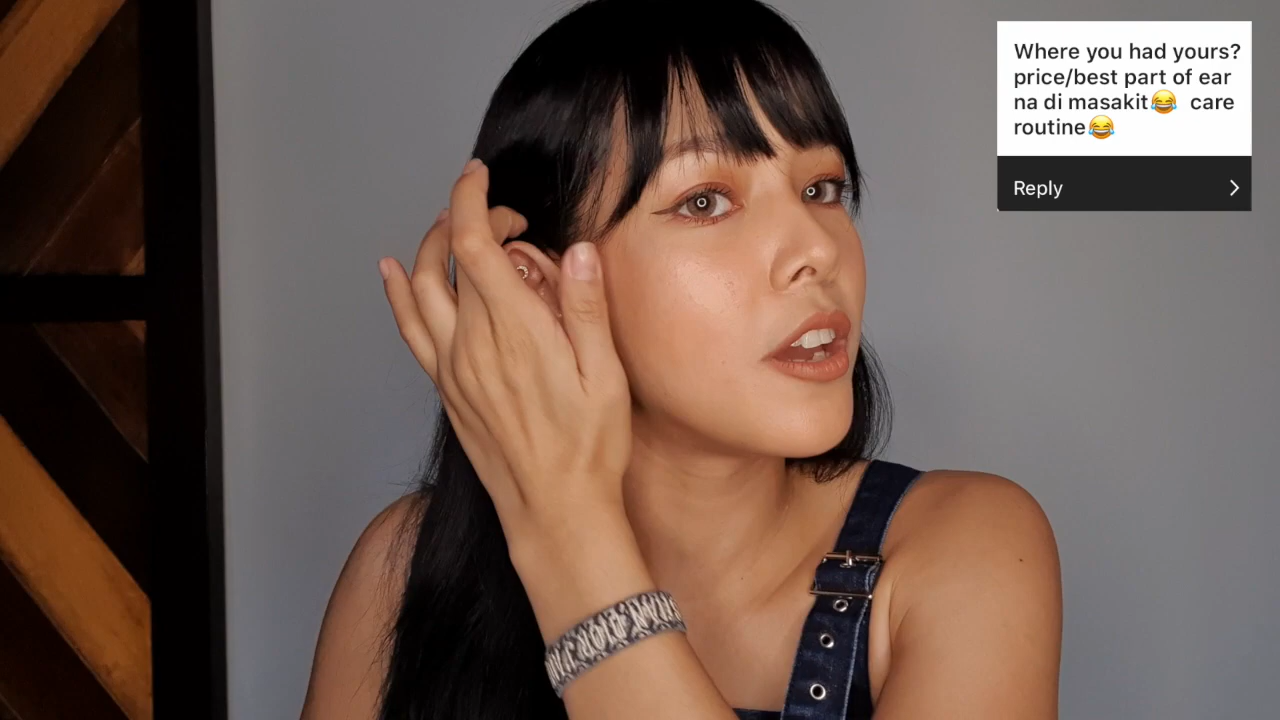 Where you had yours?
price/best part of ear
na di masakit😂 care
routine😂
Reply